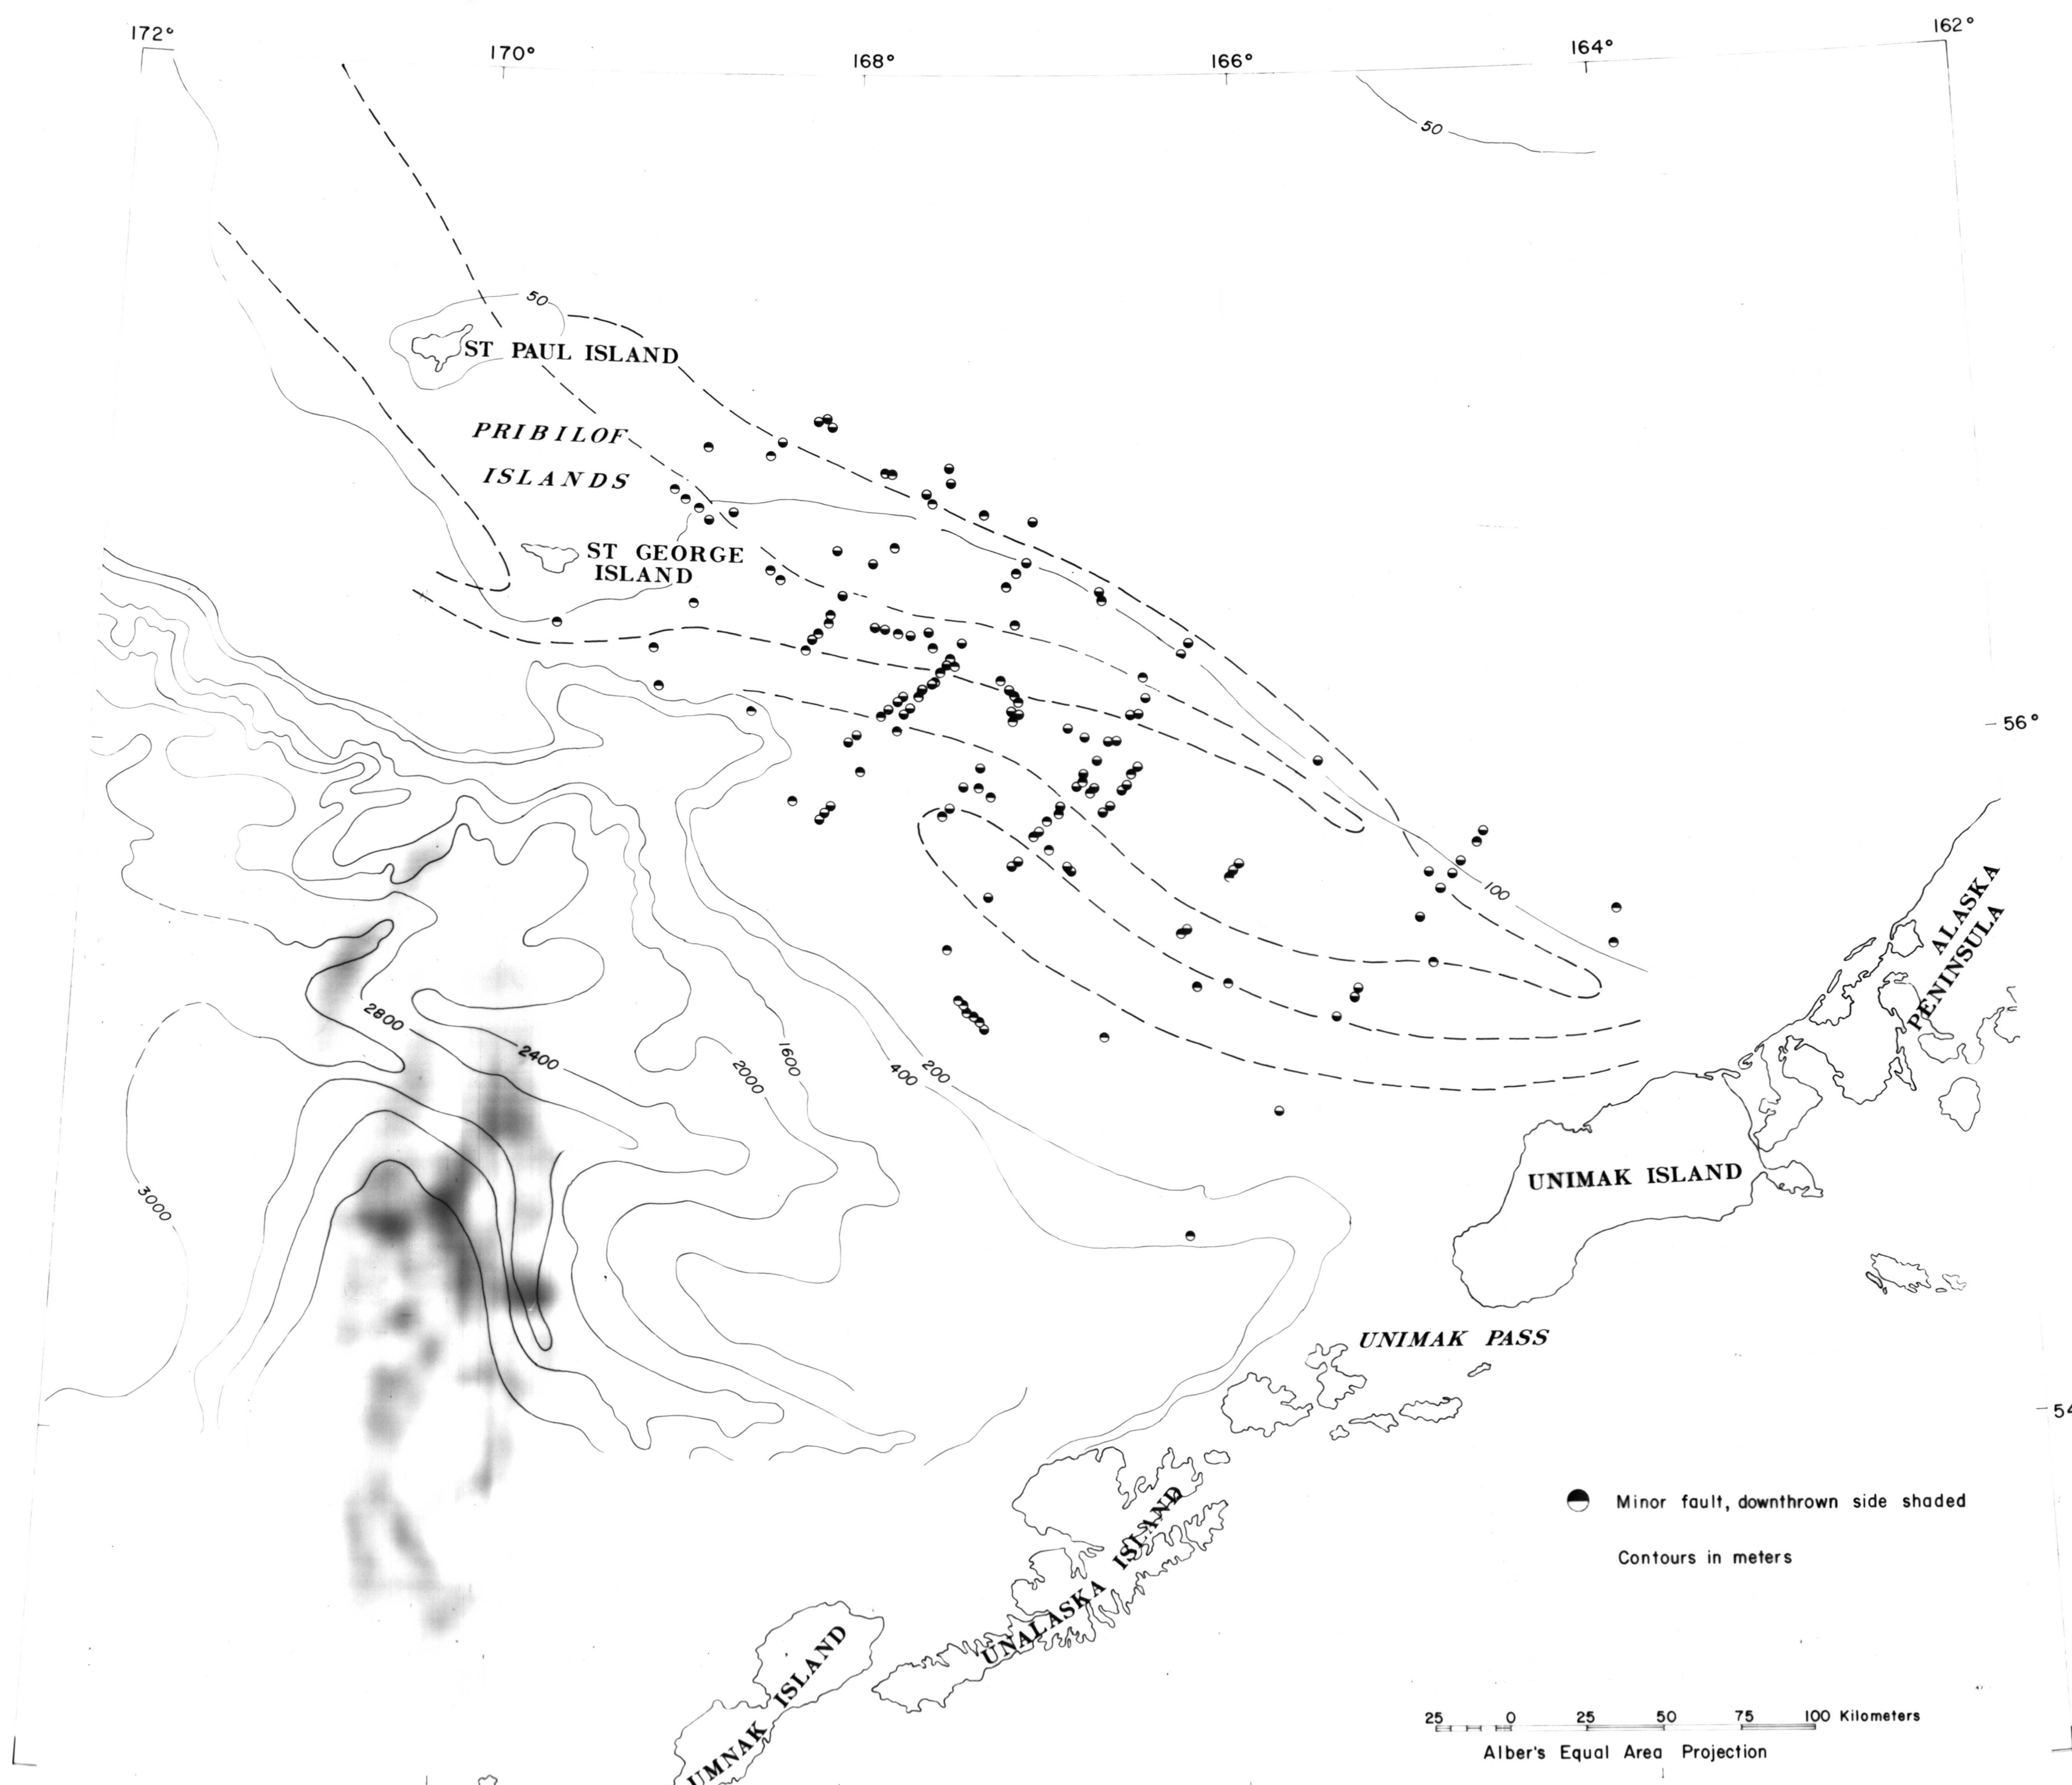 172°
170°
168°
166°
164°
162°
50
50
ST PAUL ISLAND
PRIBILOF
ISLANDS
ST GEORGE
ISLAND
56°
100
ALASKA
PENINSULA
2800
2400
2000
1600
400
200
3000
UNIMAK ISLAND
UNIMAK PASS
54
UNALASKA ISLAND
UMNAK ISLAND
Minor fault, downthrown side shaded
Contours in meters
25 0 25 50 75 100 Kilometers
Alber's Equal Area Projection